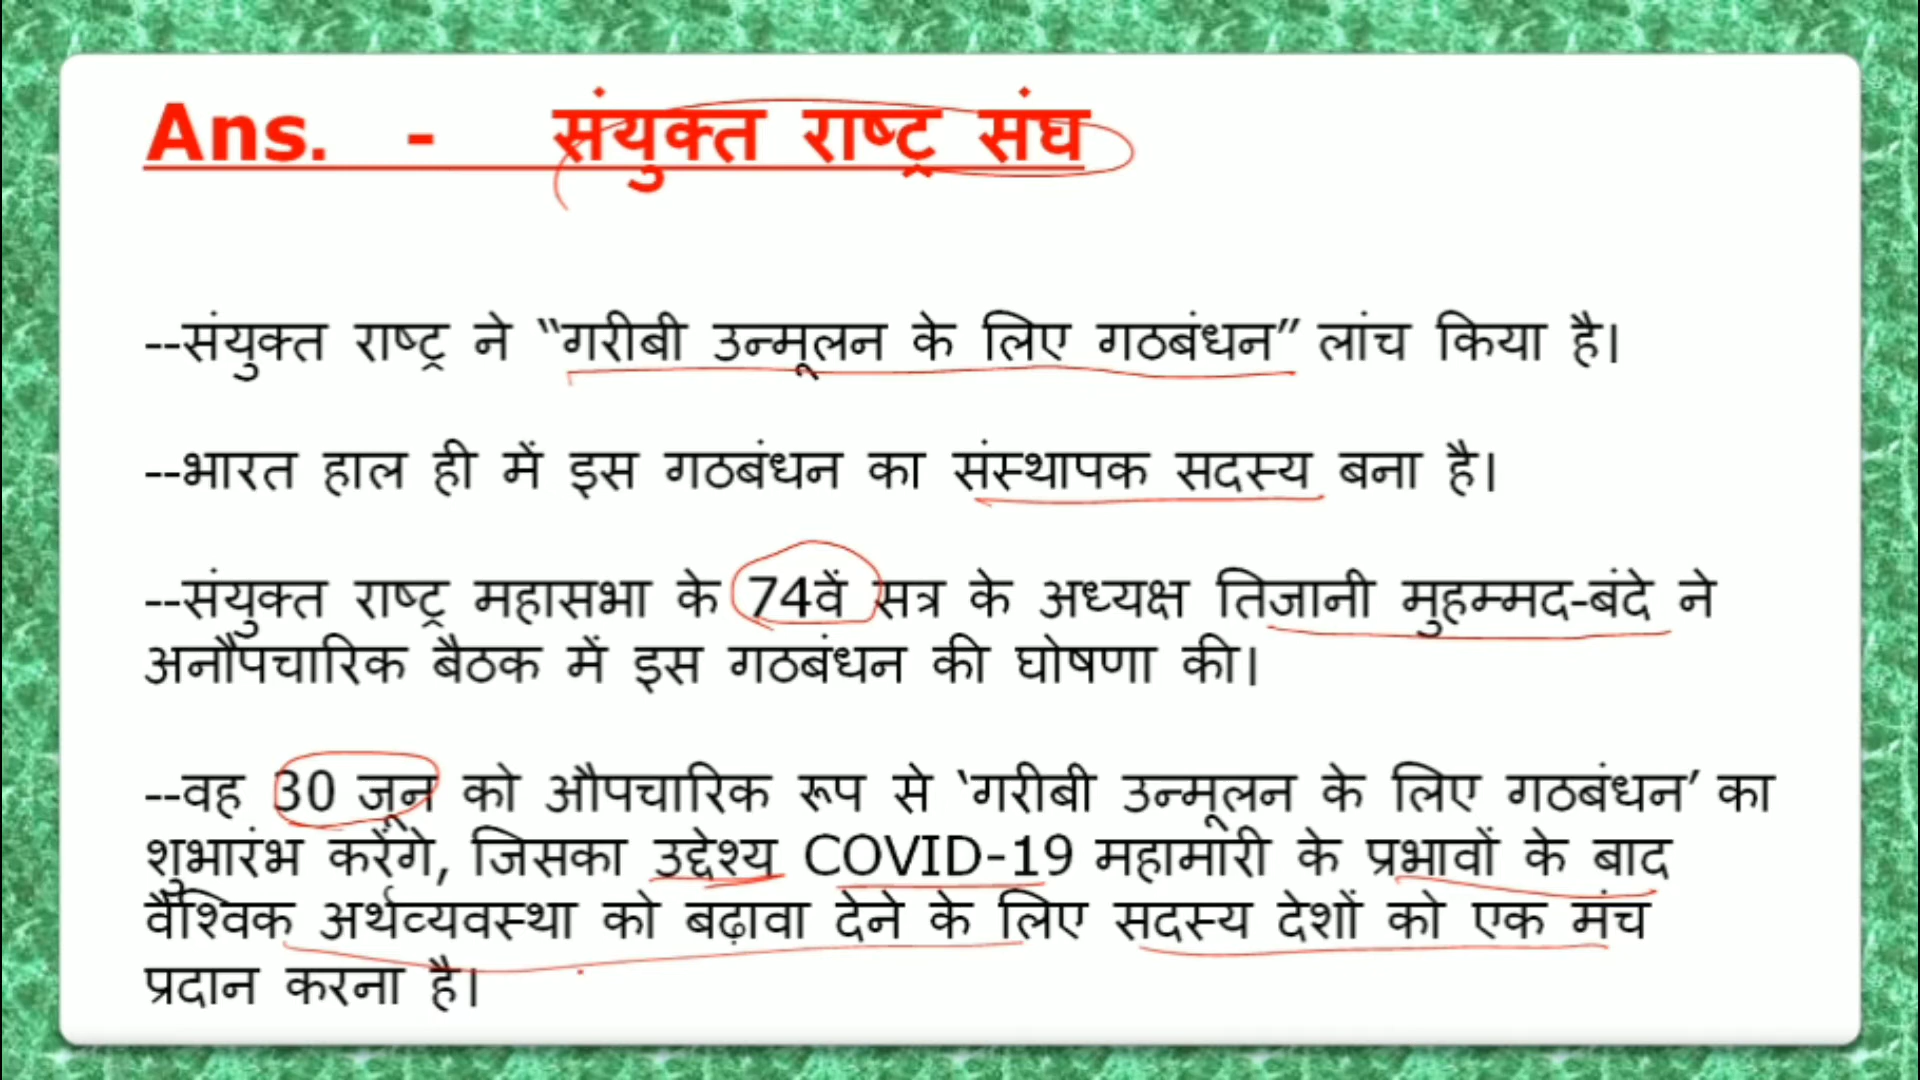 Ans. - संयुक्त राष्ट्र संघ
--संयुक्त राष्ट्र ने “गरीबी उन्मूलन के लिए गठबंधन” लांच किया है।
--भारत हाल ही में इस गठबंधन का संस्थापक सदस्य बना है।
--संयुक्त राष्ट्र महासभा के 74वें सत्र के अध्यक्ष तिजानी मुहम्मद-बंदे ने
अनौपचारिक बैठक में इस गठबंधन की घोषणा की।
--वह 30 जून को औपचारिक रूप से ‘गरीबी उन्मूलन के लिए गठबंधन’ का
शुभारंभ करेंगे, जिसका उद्देश्य COVID-19 महामारी के प्रभावों के बाद
वैश्विक अर्थव्यवस्था को बढ़ावा देने के लिए सदस्य देशों को एक मंच
प्रदान करना है।